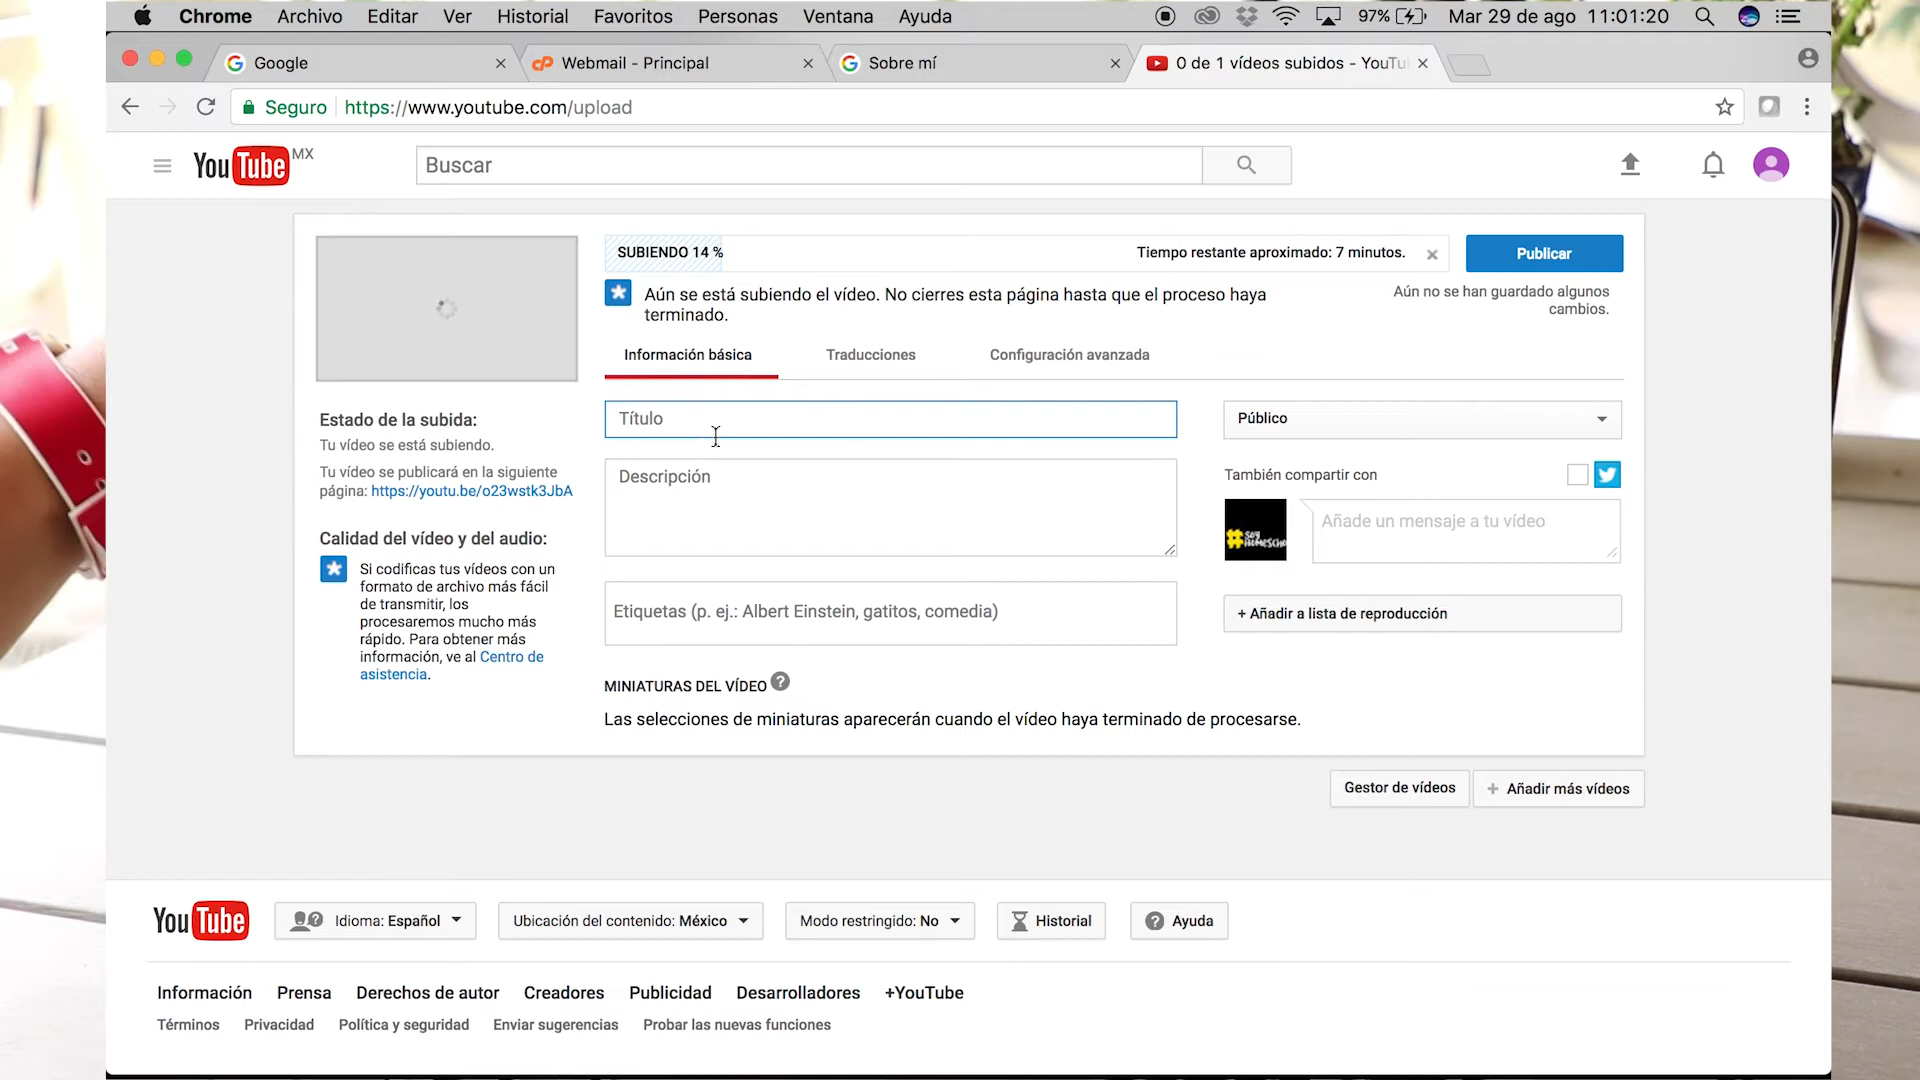 Chrome Archivo Editar Ver Historial Favoritos Personas Ventana Ayuda 97% Mar 29 de ago 11:01:20
Google Webmail - Principal Sobre mí 0 de 1 vídeos subidos - YouTu
Seguro https://www.youtube.com/upload
YouTube MX Buscar
SUBIENDO 14 % Tiempo restante aproximado: 7 minutos. Publicar
Aún se está subiendo el vídeo. No cierres esta página hasta que el proceso haya
terminado.
Aún no se han guardado algunos
cambios.
Información básica Traducciones Configuración avanzada
Estado de la subida:
Tu vídeo se está subiendo.
Tu vídeo se publicará en la siguiente
página: https://youtu.be/o23wstk3JbA
Calidad del vídeo y del audio:
Si codificas tus vídeos con un
formato de archivo más fácil
de transmitir, los
procesaremos mucho más
rápido. Para obtener más
información, ve al Centro de
asistencia.
Título
Descripción
Etiquetas (p. ej.: Albert Einstein, gatitos, comedia)
MINIATURAS DEL VÍDEO ?
Las selecciones de miniaturas aparecerán cuando el vídeo haya terminado de procesarse.
Público
También compartir con
#SOY
HOMESCHO
Añade un mensaje a tu vídeo
+ Añadir a lista de reproducción
Gestor de vídeos + Añadir más vídeos
YouTube Idioma: Español Ubicación del contenido: México Modo restringido: No Historial ? Ayuda
Información Prensa Derechos de autor Creadores Publicidad Desarrolladores +YouTube
Términos Privacidad Política y seguridad Enviar sugerencias Probar las nuevas funciones